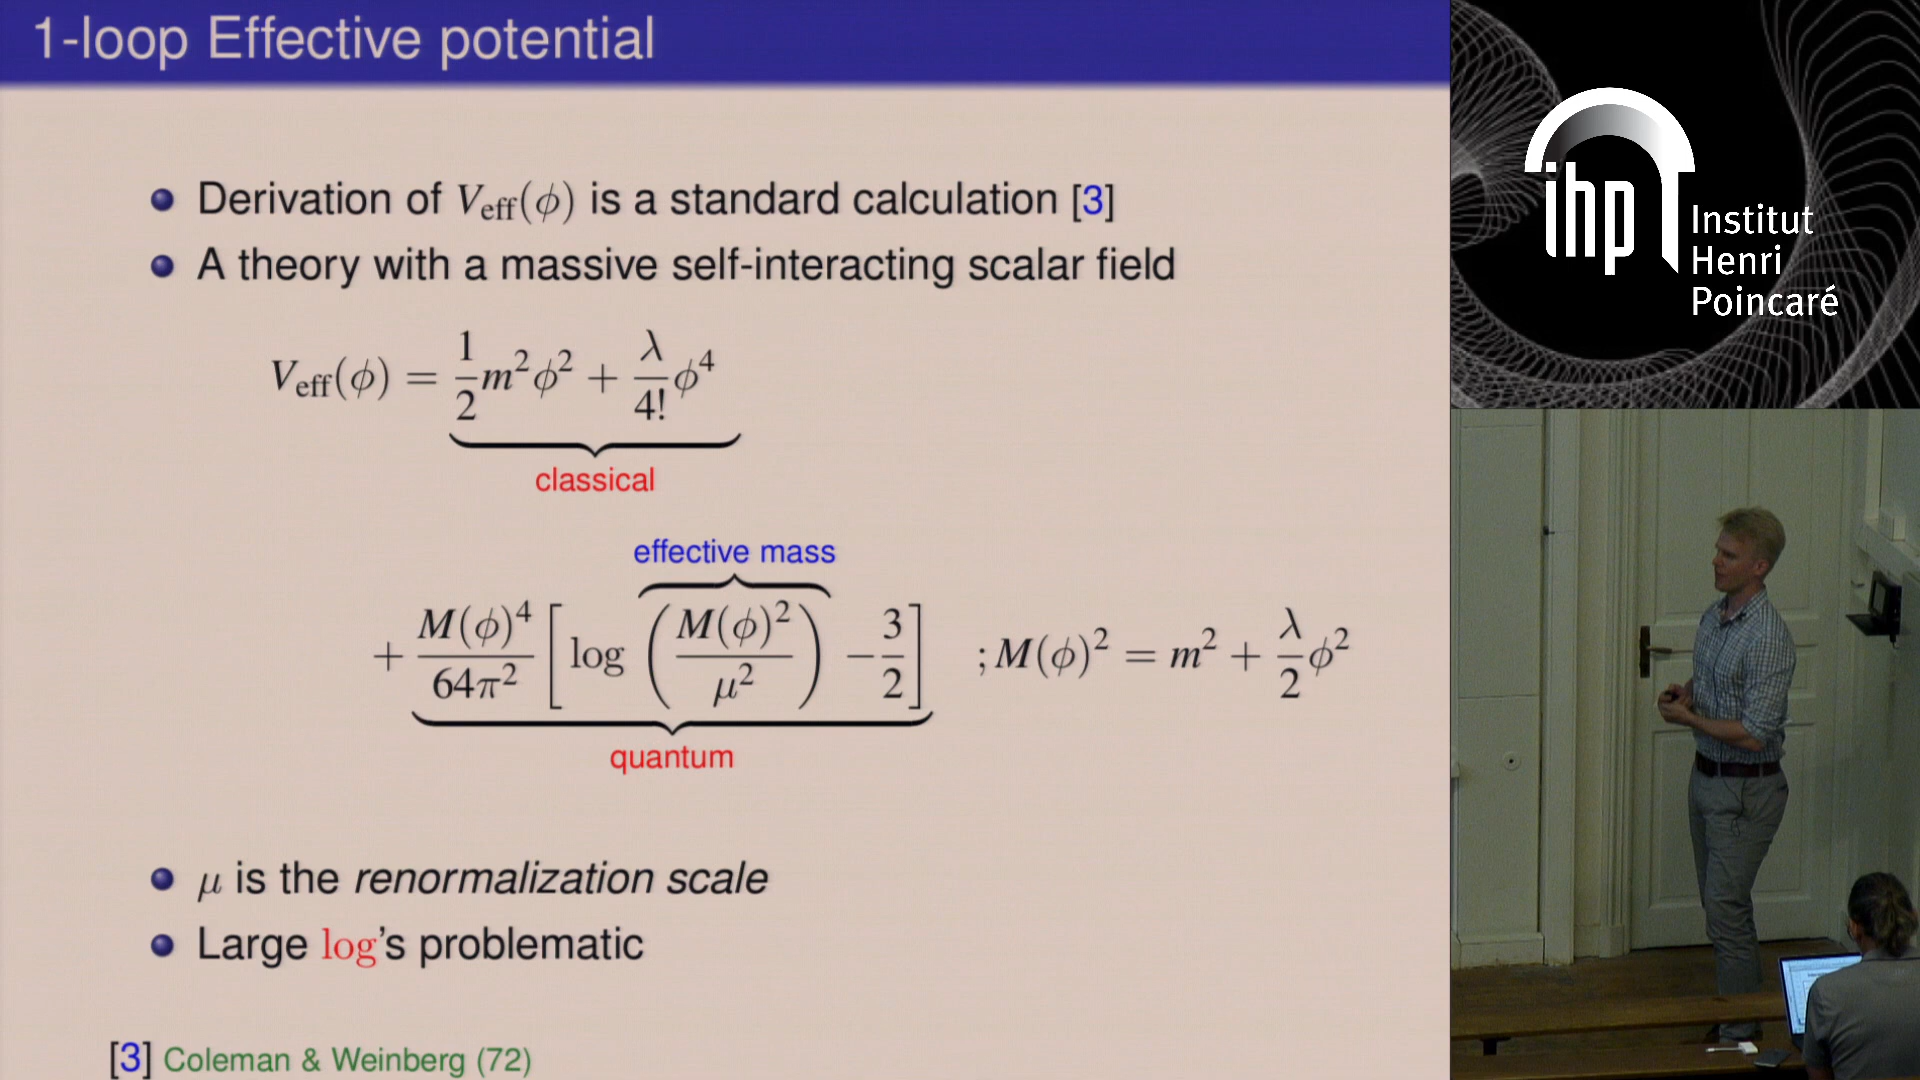 1-loop Effective potential
Derivation of V_eff(ϕ) is a standard calculation [3]
A theory with a massive self-interacting scalar field
V_eff(ϕ) = 1/2 m²ϕ² + λ/4! ϕ⁴
classical
effective mass
+ M(ϕ)⁴/64π² [ log ( M(ϕ)²/μ² ) − 3/2 ] ; M(ϕ)² = m² + λ/2 ϕ²
quantum
μ is the renormalization scale
Large log's problematic
[3] Coleman & Weinberg (72)
ihp
Institut
Henri
Poincaré